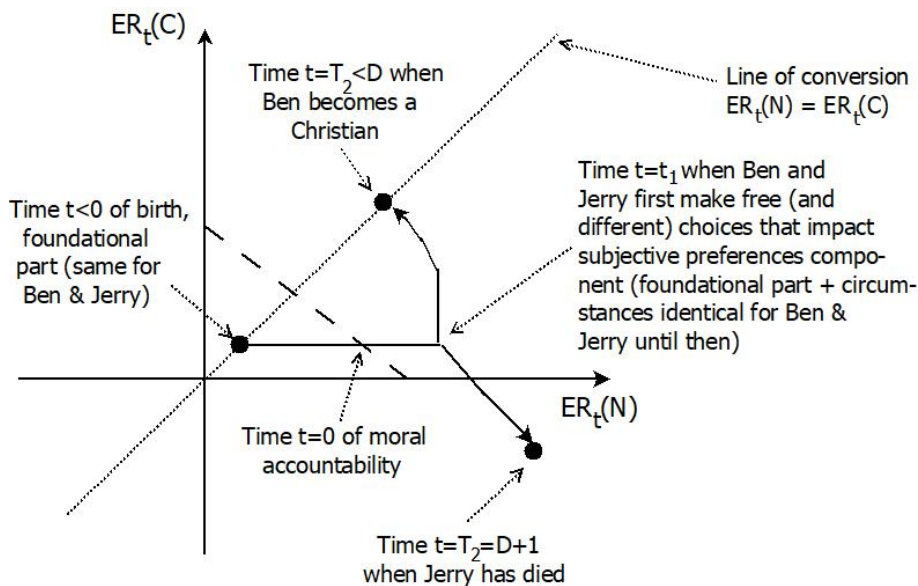 ER_t(C)
Time t=T_2<D when
Ben becomes a
Christian
Line of conversion
ER_t(N) = ER_t(C)
Time t<0 of birth,
foundational
part (same for
Ben & Jerry)
Time t=t_1 when Ben and
Jerry first make free (and
different) choices that impact
subjective preferences compo-
nent (foundational part + circum-
stances identical for Ben &
Jerry until then)
ER_t(N)
Time t=0 of moral
accountability
Time t=T_2=D+1
when Jerry has died